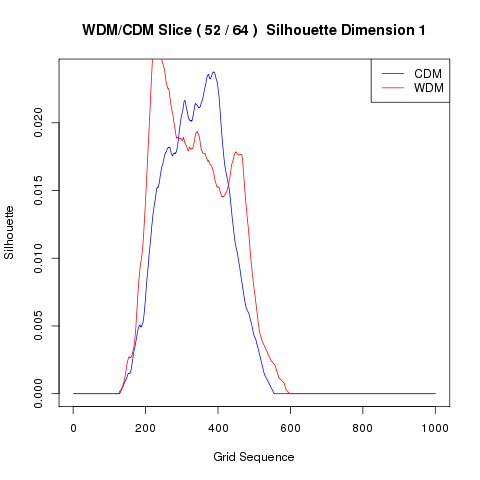 WDM/CDM Slice ( 52 / 64 )  Silhouette Dimension 1
CDM
WDM
Silhouette
0.020
0.015
0.010
0.005
0.000
0 200 400 600 800 1000
Grid Sequence